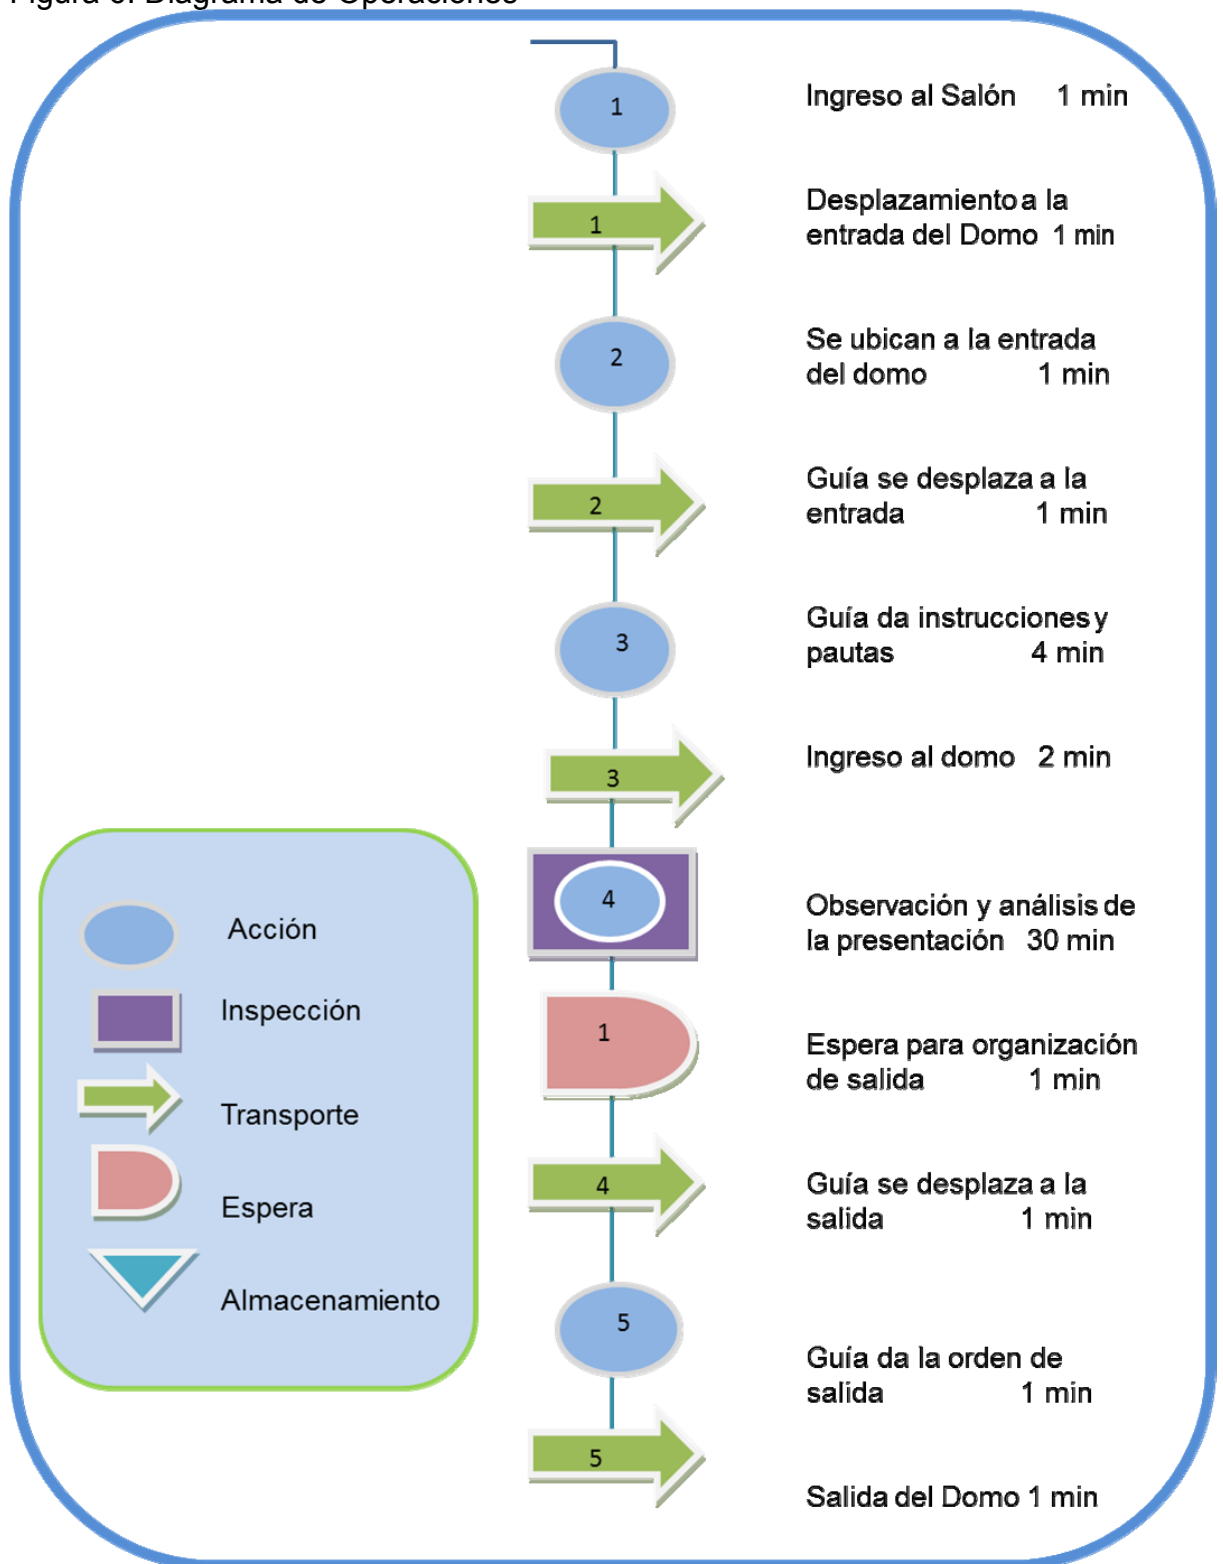 1
Ingreso al Salón 1 min
1
Desplazamiento a la
entrada del Domo 1 min
2
Se ubican a la entrada
del domo 1 min
2
Guía se desplaza a la
entrada 1 min
3
Guía da instrucciones y
pautas 4 min
3
Ingreso al domo 2 min
4
Observación y análisis de
la presentación 30 min
1
Espera para organización
de salida 1 min
4
Guía se desplaza a la
salida 1 min
5
Guía da la orden de
salida 1 min
5
Salida del Domo 1 min
Acción
Inspección
Transporte
Espera
Almacenamiento